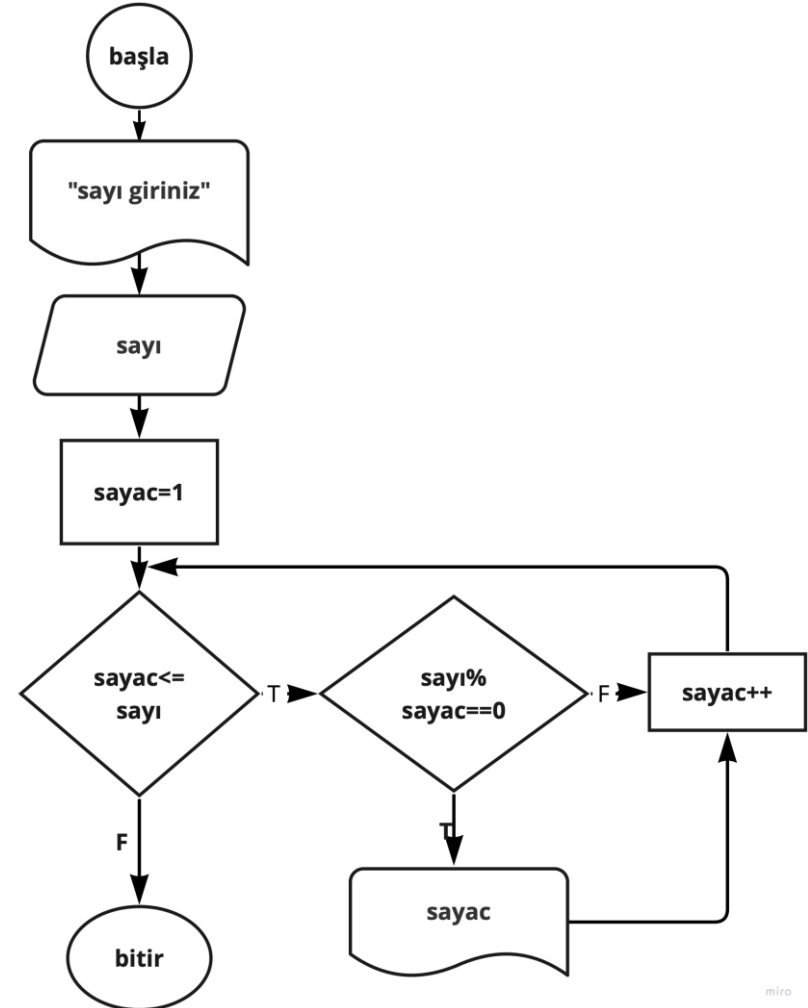 başla
"sayı giriniz"
sayı
sayac=1
sayac<=
sayı
T
sayı%
sayac==0
F
sayac++
F
T
sayac
bitir
miro